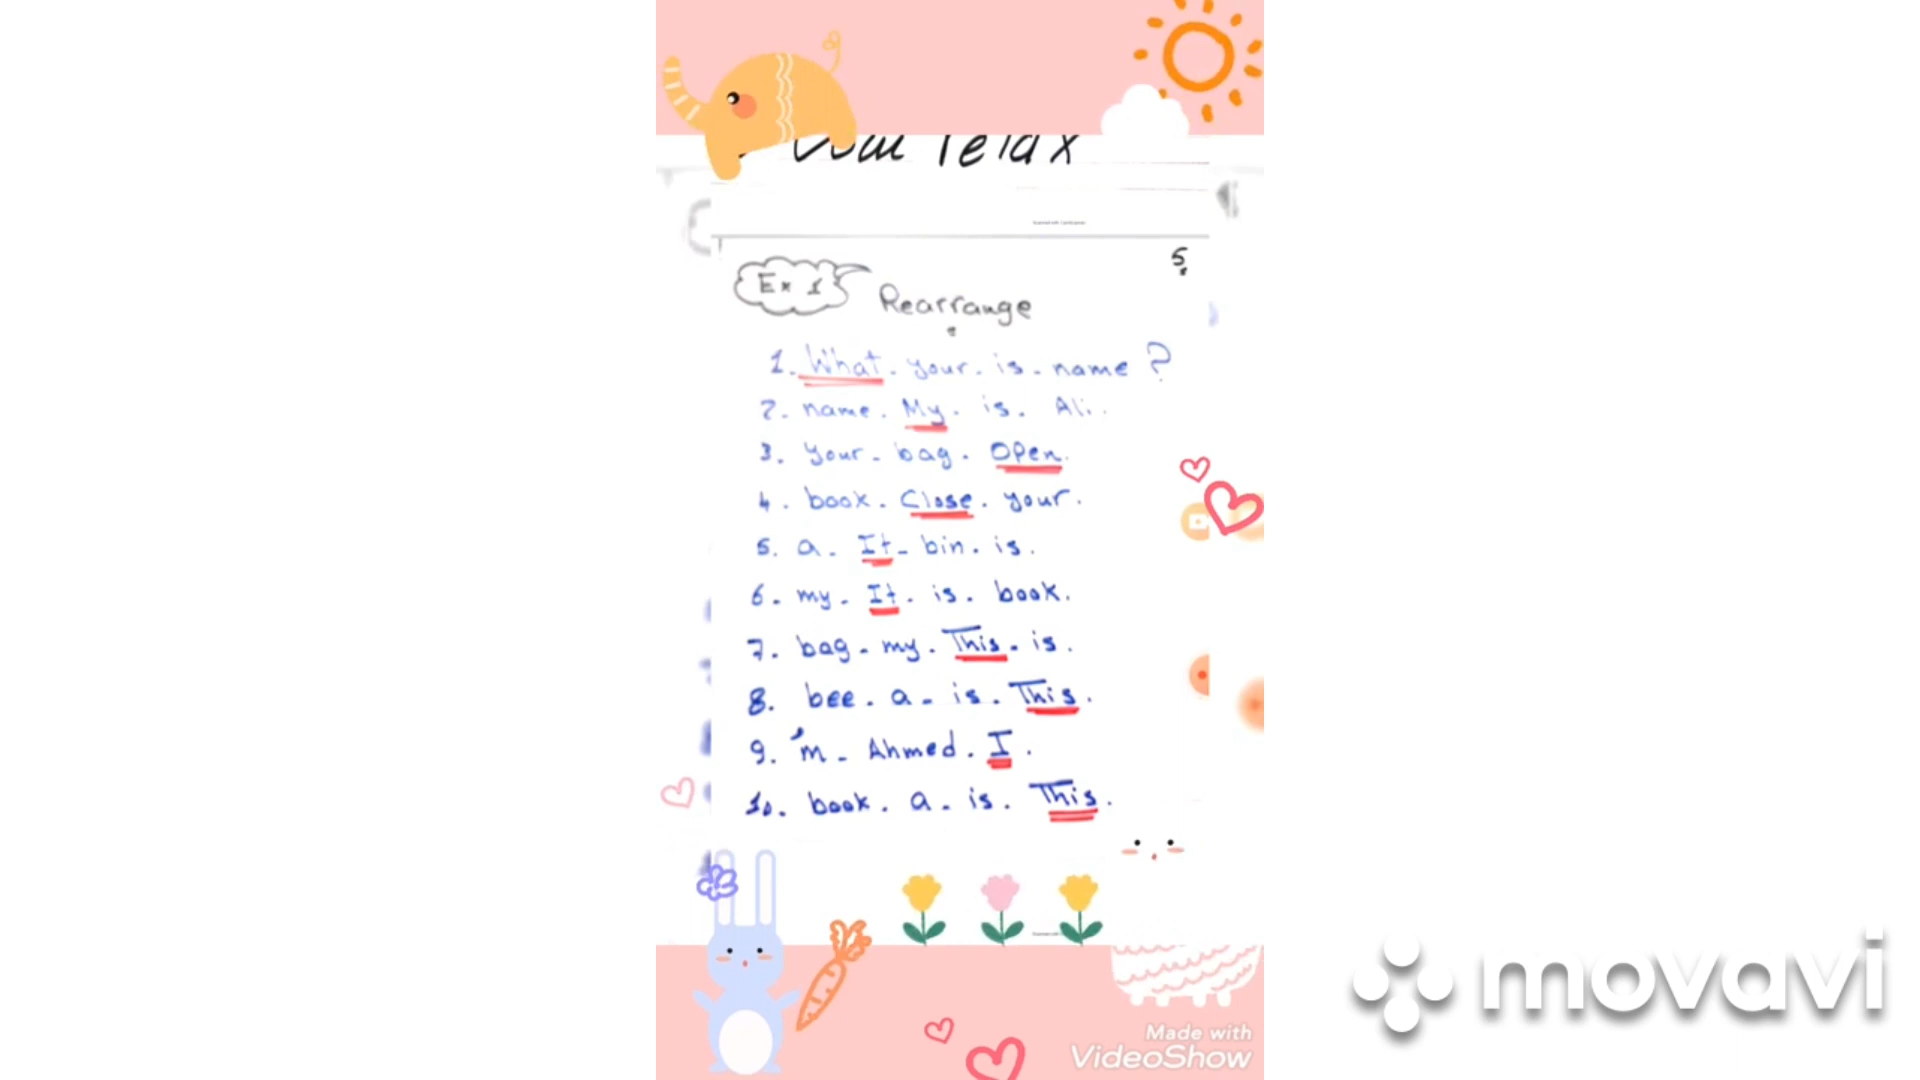 relax
5.
Ex 1
Rearrange
1. What. your. is. name ?
2. name. My. is. Ali.
3. your. bag. Open.
4. book. Close. your.
5. a. It. bin. is.
6. my. It. is. book.
7. bag. my. This. is.
8. bee. a. is. This.
9. 'm. Ahmed. I.
10. book. a. is. This.
movavi
Made with
VideoShow